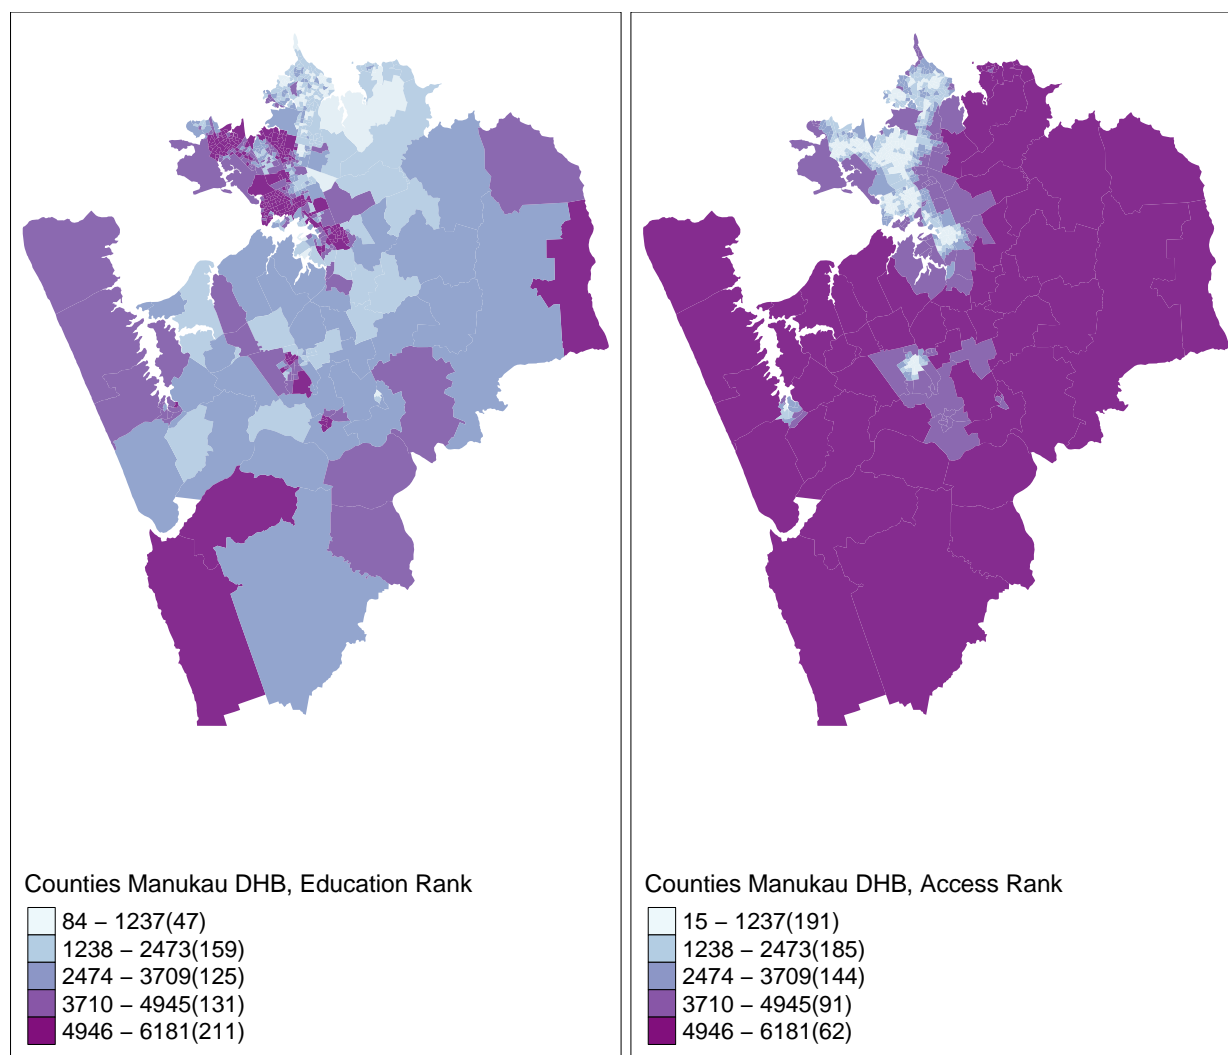 Counties Manukau DHB, Education Rank
84 – 1237(47)
1238 – 2473(159)
2474 – 3709(125)
3710 – 4945(131)
4946 – 6181(211)
Counties Manukau DHB, Access Rank
15 – 1237(191)
1238 – 2473(185)
2474 – 3709(144)
3710 – 4945(91)
4946 – 6181(62)